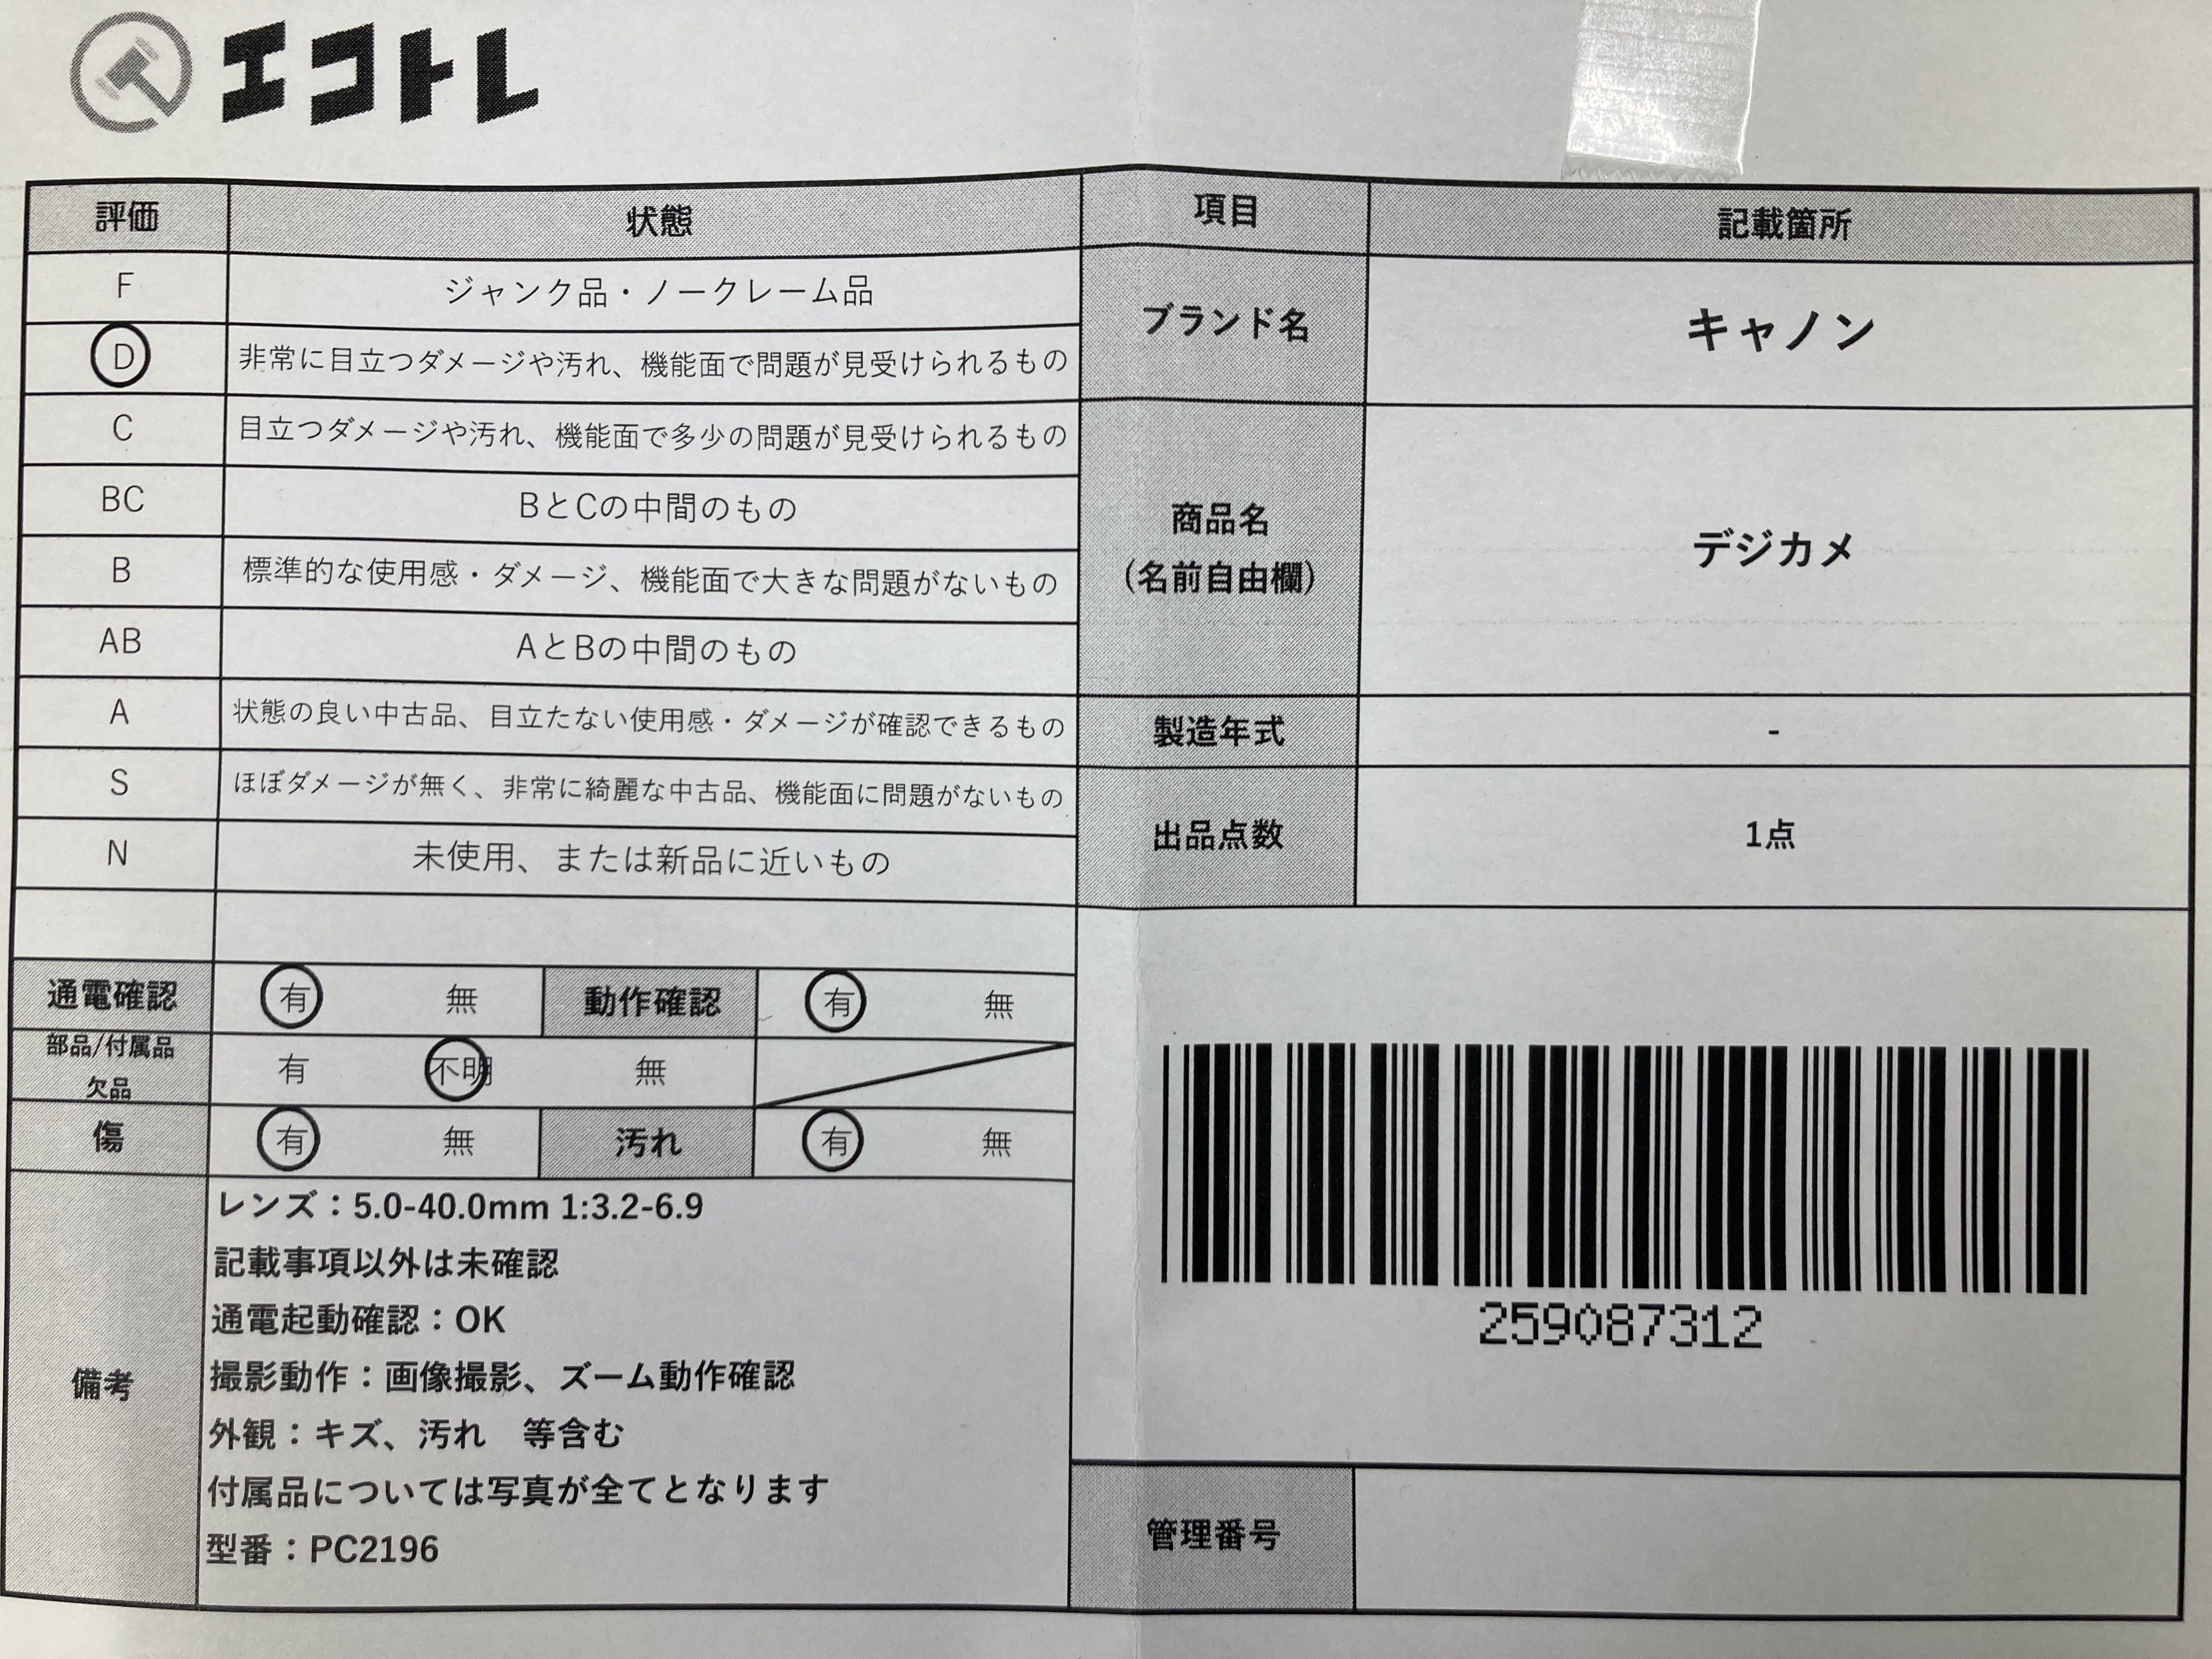 エコトレ
評価 状態
F ジャンク品・ノークレーム品
D 非常に目立つダメージや汚れ、機能面で問題が見受けられるもの
C 目立つダメージや汚れ、機能面で多少の問題が見受けられるもの
BC BとCの中間のもの
B 標準的な使用感・ダメージ、機能面で大きな問題がないもの
AB AとBの中間のもの
A 状態の良い中古品、目立たない使用感・ダメージが確認できるもの
S ほぼダメージが無く、非常に綺麗な中古品、機能面に問題がないもの
N 未使用、または新品に近いもの
通電確認 有 無 動作確認 有 無
部品/付属品
欠品 有 不明 無
傷 有 無 汚れ 有 無
備考
レンズ：5.0-40.0mm 1:3.2-6.9
記載事項以外は未確認
通電起動確認：OK
撮影動作：画像撮影、ズーム動作確認
外観：キズ、汚れ　等含む
付属品については写真が全てとなります
型番：PC2196
項目 記載箇所
ブランド名 キャノン
商品名
(名前自由欄) デジカメ
製造年式 -
出品点数 1点
259087312
管理番号